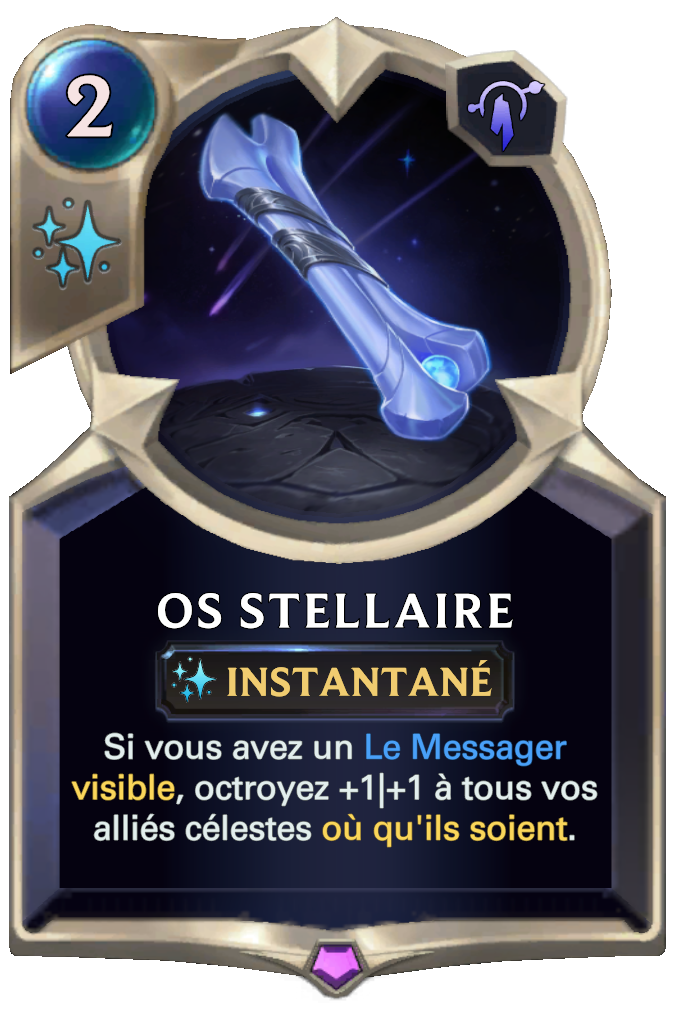 2
OS STELLAIRE
INSTANTANÉ
Si vous avez un Le Messager
visible, octroyez +1|+1 à tous vos
alliés célestes où qu'ils soient.